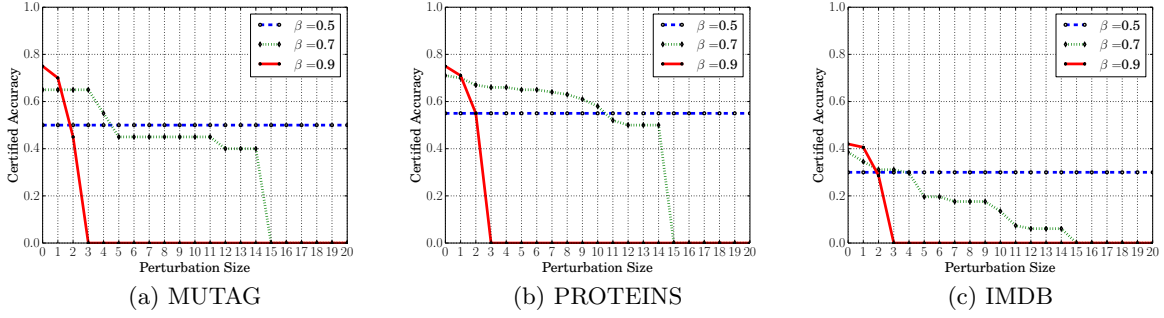 1.0
0.8
0.6
0.4
0.2
0.0
Certified Accuracy
β = 0.5
β = 0.7
β = 0.9
0 1 2 3 4 5 6 7 8 9 10 11 12 13 14 15 16 17 18 19 20
Perturbation Size
(a) MUTAG
1.0
0.8
0.6
0.4
0.2
0.0
Certified Accuracy
β = 0.5
β = 0.7
β = 0.9
0 1 2 3 4 5 6 7 8 9 10 11 12 13 14 15 16 17 18 19 20
Perturbation Size
(b) PROTEINS
1.0
0.8
0.6
0.4
0.2
0.0
Certified Accuracy
β = 0.5
β = 0.7
β = 0.9
0 1 2 3 4 5 6 7 8 9 10 11 12 13 14 15 16 17 18 19 20
Perturbation Size
(c) IMDB